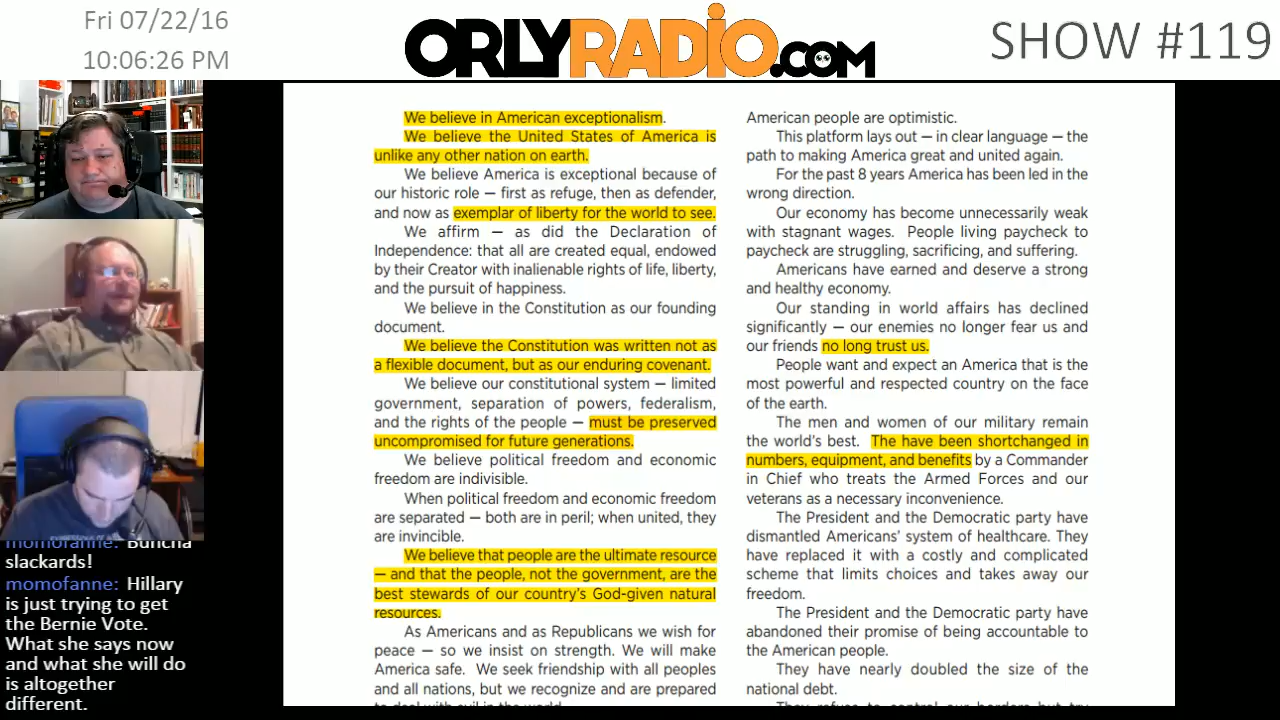 Fri 07/22/16
10:06:26 PM
ORLYRADiO.COM
SHOW #119
We believe in American exceptionalism.
We believe the United States of America is
unlike any other nation on earth.
We believe America is exceptional because of
our historic role — first as refuge, then as defender,
and now as exemplar of liberty for the world to see.
We affirm — as did the Declaration of
Independence: that all are created equal, endowed
by their Creator with inalienable rights of life, liberty,
and the pursuit of happiness.
We believe in the Constitution as our founding
document.
We believe the Constitution was written not as
a flexible document, but as our enduring covenant.
We believe our constitutional system — limited
government, separation of powers, federalism,
and the rights of the people — must be preserved
uncompromised for future generations.
We believe political freedom and economic
freedom are indivisible.
When political freedom and economic freedom
are separated — both are in peril; when united, they
are invincible.
We believe that people are the ultimate resource
— and that the people, not the government, are the
best stewards of our country's God-given natural
resources.
As Americans and as Republicans we wish for
peace — so we insist on strength. We will make
America safe. We seek friendship with all peoples
and all nations, but we recognize and are prepared
to deal with evil in the world.
American people are optimistic.
This platform lays out — in clear language — the
path to making America great and united again.
For the past 8 years America has been led in the
wrong direction.
Our economy has become unnecessarily weak
with stagnant wages. People living paycheck to
paycheck are struggling, sacrificing, and suffering.
Americans have earned and deserve a strong
and healthy economy.
Our standing in world affairs has declined
significantly — our enemies no longer fear us and
our friends no long trust us.
People want and expect an America that is the
most powerful and respected country on the face
of the earth.
The men and women of our military remain
the world's best. The have been shortchanged in
numbers, equipment, and benefits by a Commander
in Chief who treats the Armed Forces and our
veterans as a necessary inconvenience.
The President and the Democratic party have
dismantled Americans' system of healthcare. They
have replaced it with a costly and complicated
scheme that limits choices and takes away our
freedom.
The President and the Democratic party have
abandoned their promise of being accountable to
the American people.
They have nearly doubled the size of the
national debt.
They refuse to control our borders but try
momofanne: Buncha
slackards!
momofanne: Hillary
is just trying to get
the Bernie Vote.
What she says now
and what she will do
is altogether
different.